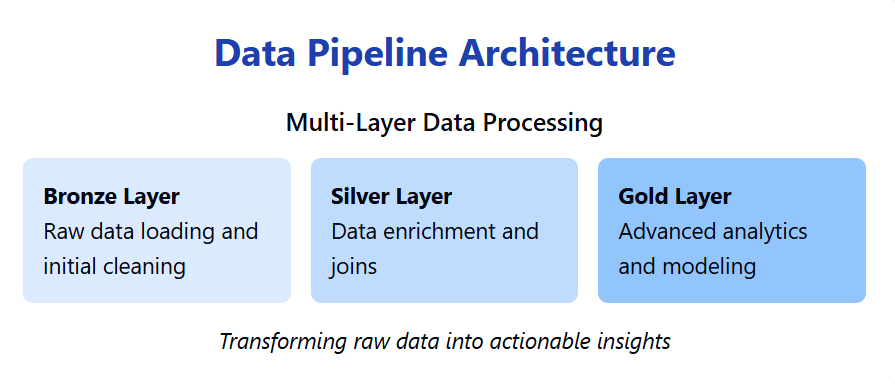 Data Pipeline Architecture
Multi-Layer Data Processing
Bronze Layer
Raw data loading and
initial cleaning
Silver Layer
Data enrichment and
joins
Gold Layer
Advanced analytics
and modeling
Transforming raw data into actionable insights